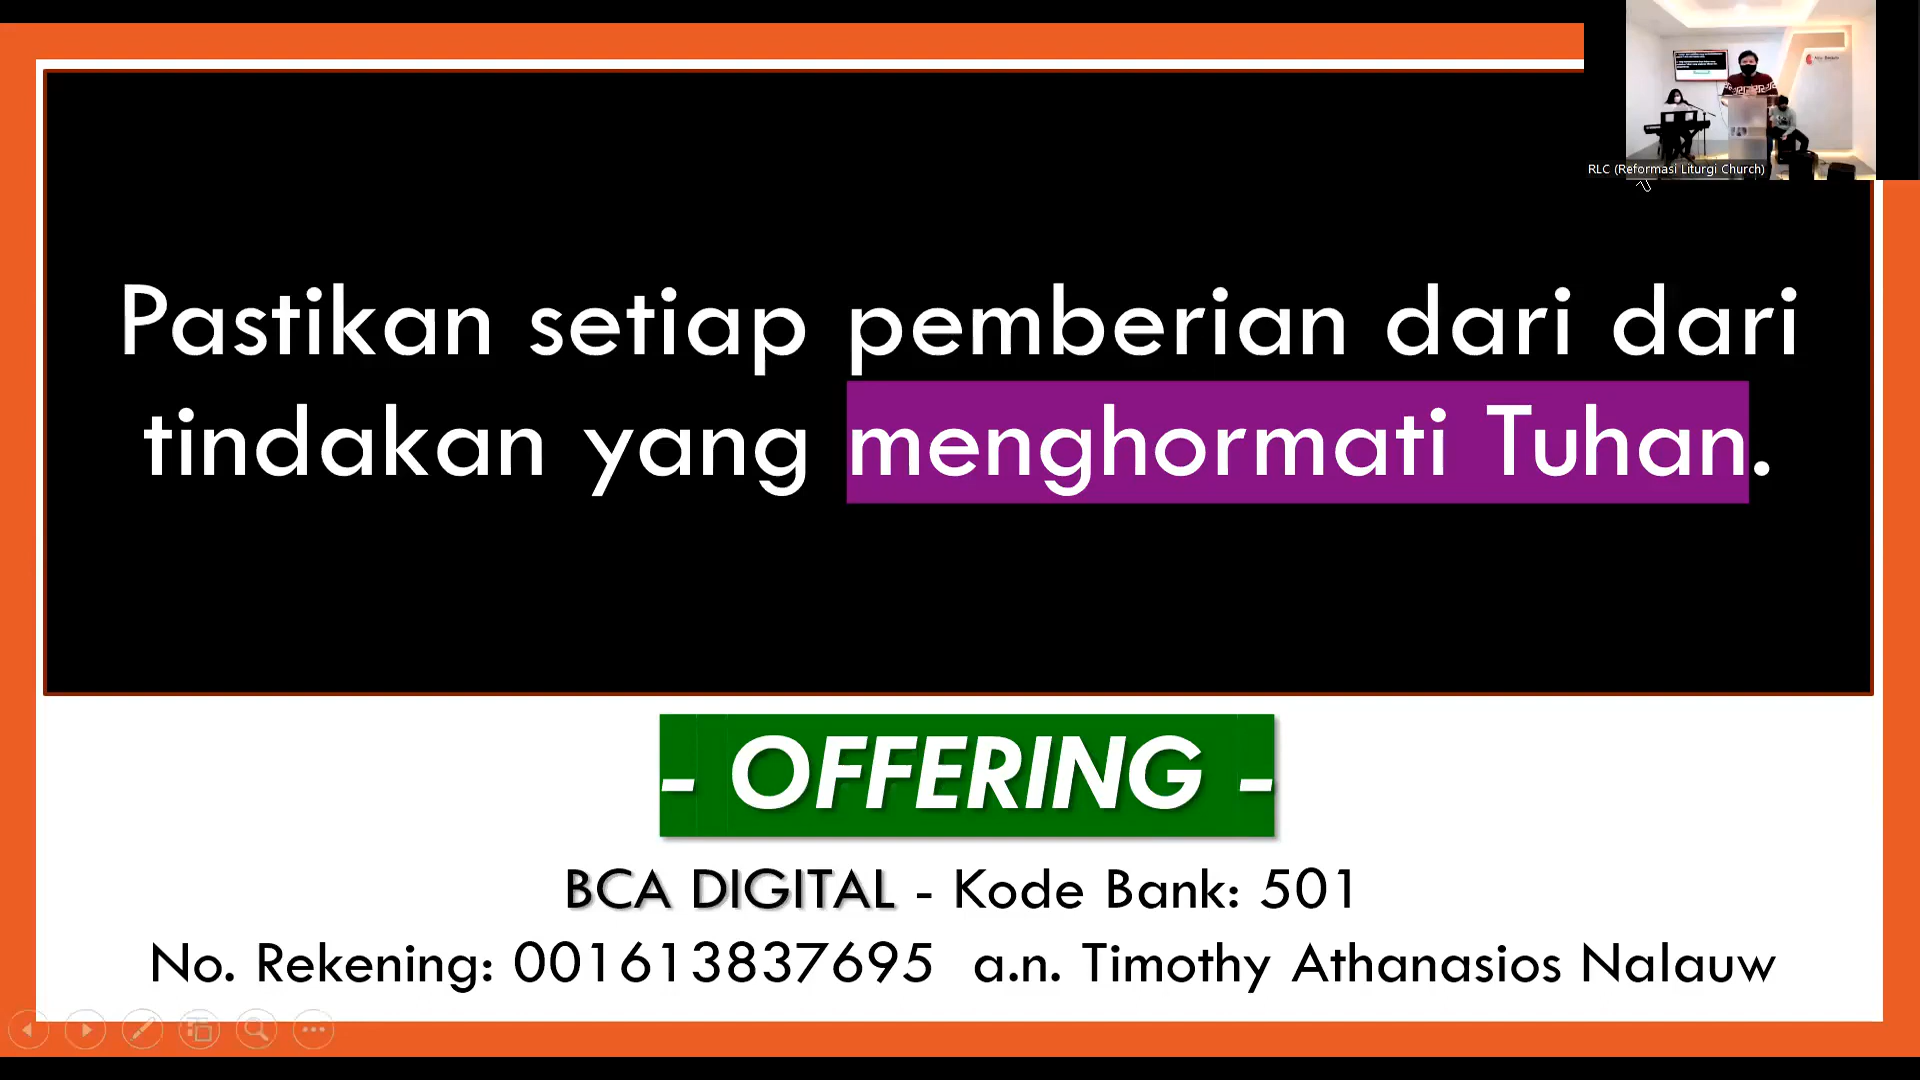 RLC (Reformasi Liturgi Church)
Pastikan setiap pemberian dari dari
tindakan yang menghormati Tuhan.
- OFFERING -
BCA DIGITAL - Kode Bank: 501
No. Rekening: 001613837695 a.n. Timothy Athanasios Nalauw